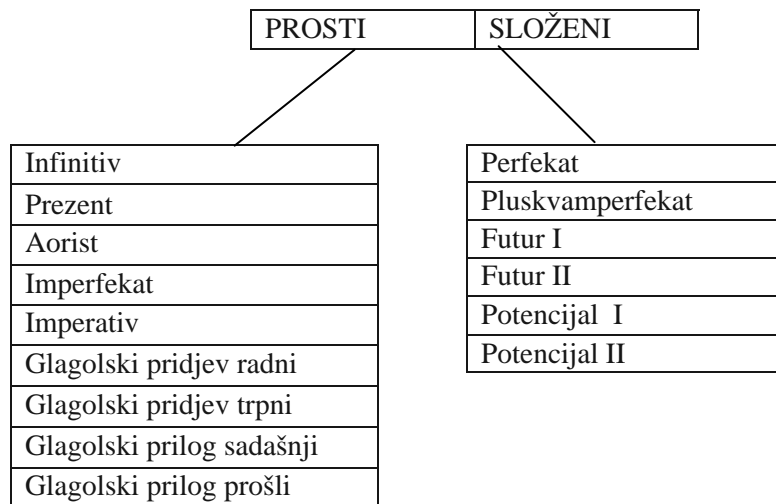 PROSTI SLOŽENI
Infinitiv
Prezent
Aorist
Imperfekat
Imperativ
Glagolski pridjev radni
Glagolski pridjev trpni
Glagolski prilog sadašnji
Glagolski prilog prošli
Perfekat
Pluskvamperfekat
Futur I
Futur II
Potencijal I
Potencijal II